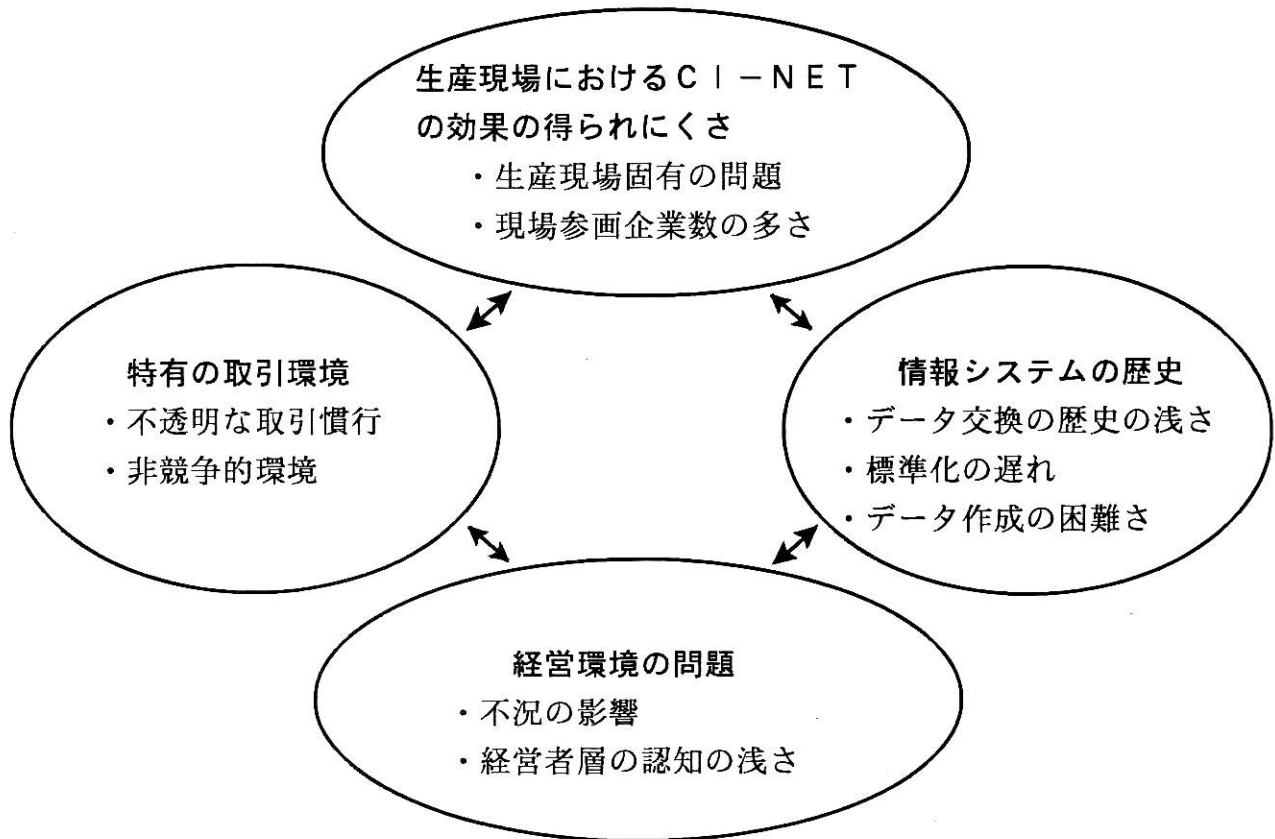 生産現場におけるＣＩ－ＮＥＴ
の効果の得られにくさ
・生産現場固有の問題
・現場参画企業数の多さ
特有の取引環境
・不透明な取引慣行
・非競争的環境
情報システムの歴史
・データ交換の歴史の浅さ
・標準化の遅れ
・データ作成の困難さ
経営環境の問題
・不況の影響
・経営者層の認知の浅さ